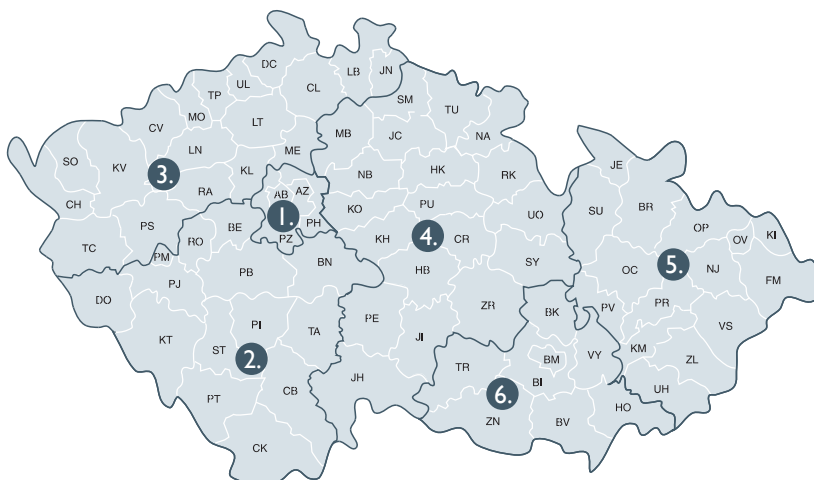 DC
LB
JN
UL
CL
TP
SM
TU
MO
CV
LT
MB
JC
NA
LN
ME
SO
KV
3.
KL
NB
HK
RK
JE
RA
AB
AZ
CH
KO
PU
SU
BR
PS
1.
PH
UO
OP
RO
BE
PZ
4.
KH
CR
OV
KI
TC
PM
BN
SY
OC
5.
NJ
PB
HB
FM
PJ
DO
ZR
PV
PR
BK
PE
PI
TA
VS
KT
JI
ST
2.
KM
BM
VY
ZL
TR
JH
BI
UH
PT
CB
6.
HO
ZN
BV
CK